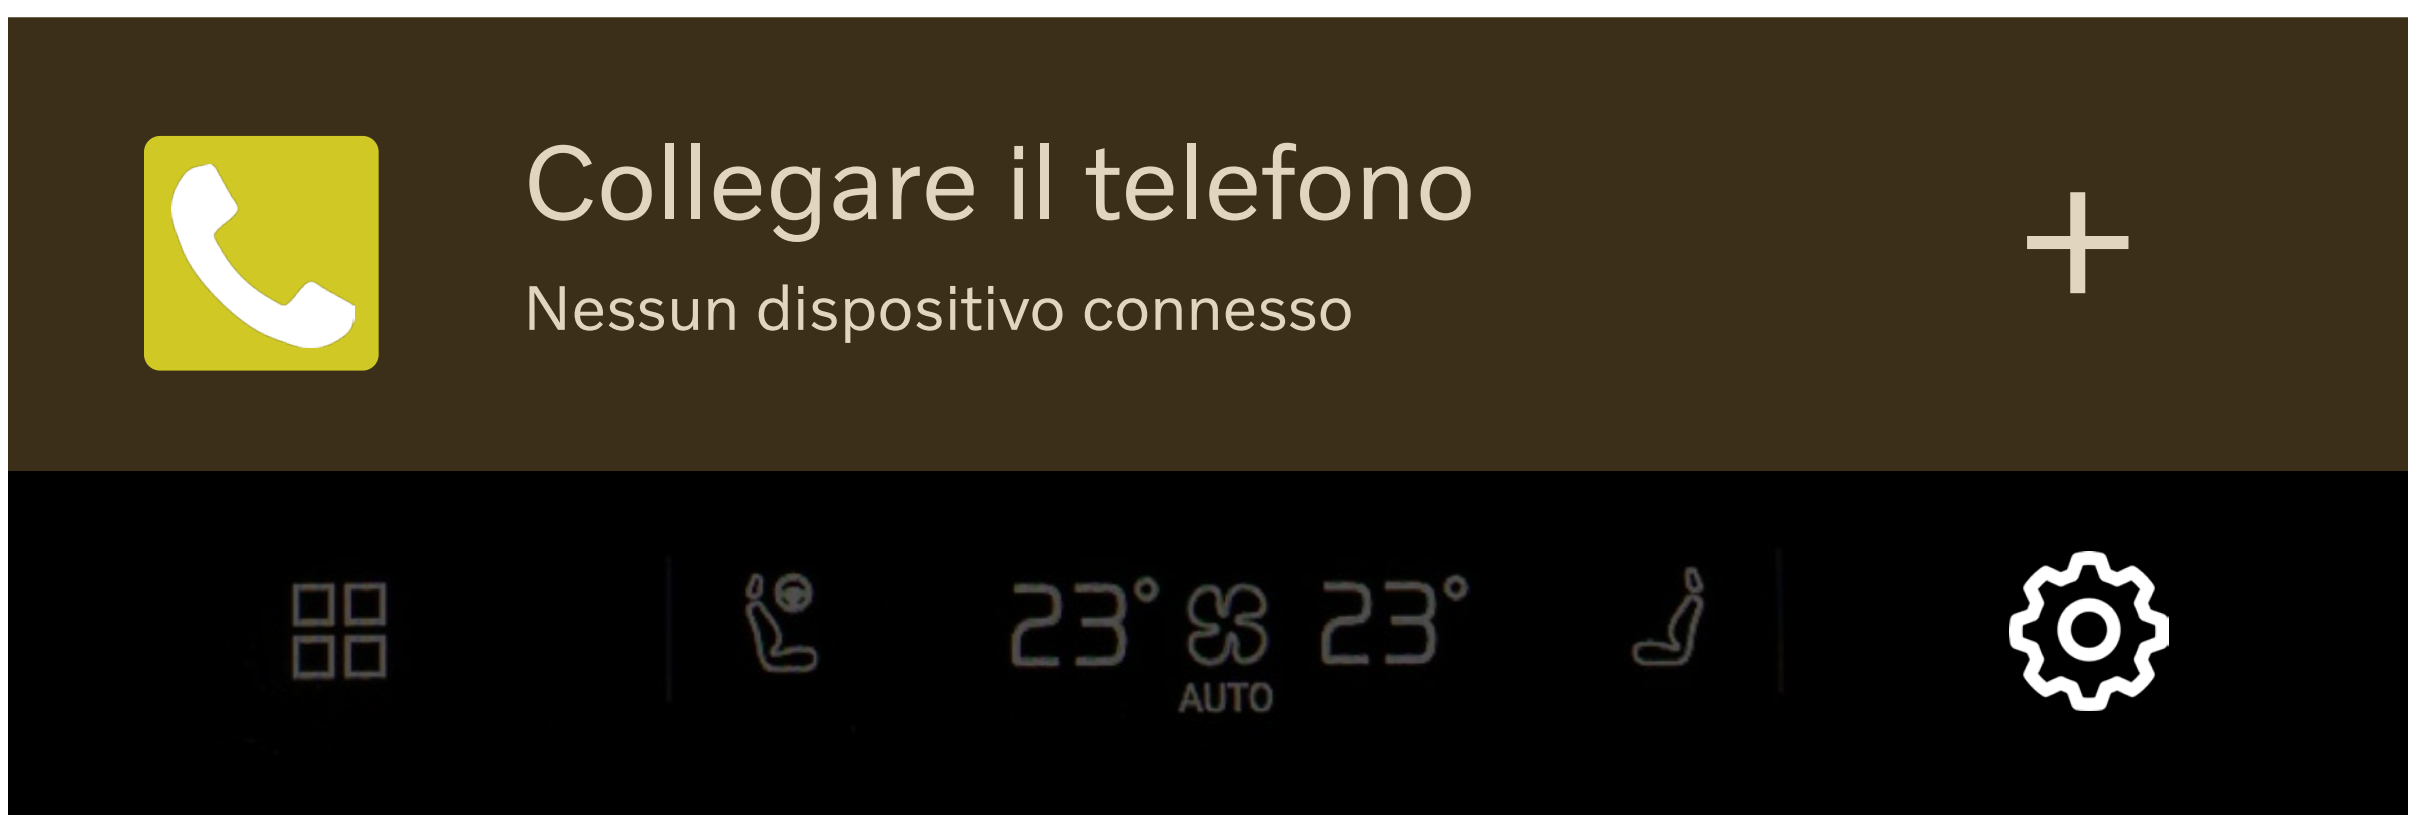 Collegare il telefono
Nessun dispositivo connesso
23° 23°
AUTO